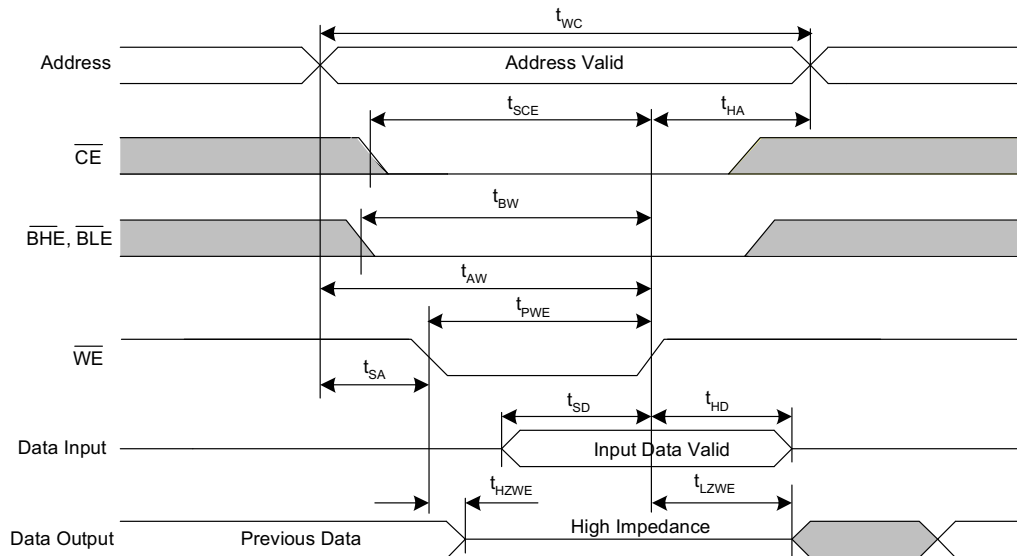 tWC
Address Address Valid
tSCE tHA
CE
tBW
BHE, BLE
tAW
tPWE
WE
tSA
tSD tHD
Data Input Input Data Valid
tHZWE tLZWE
Data Output Previous Data High Impedance